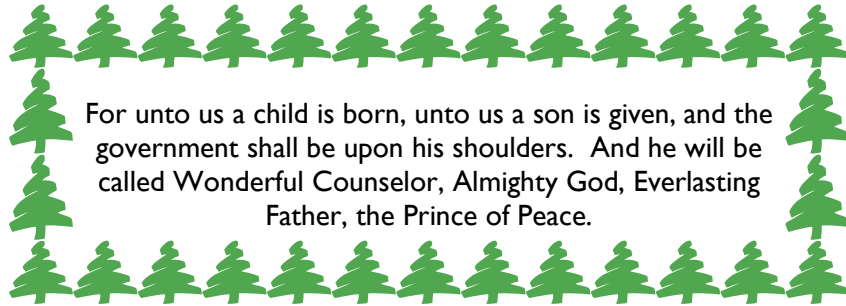 For unto us a child is born, unto us a son is given, and the
government shall be upon his shoulders.  And he will be
called Wonderful Counselor, Almighty God, Everlasting
Father, the Prince of Peace.